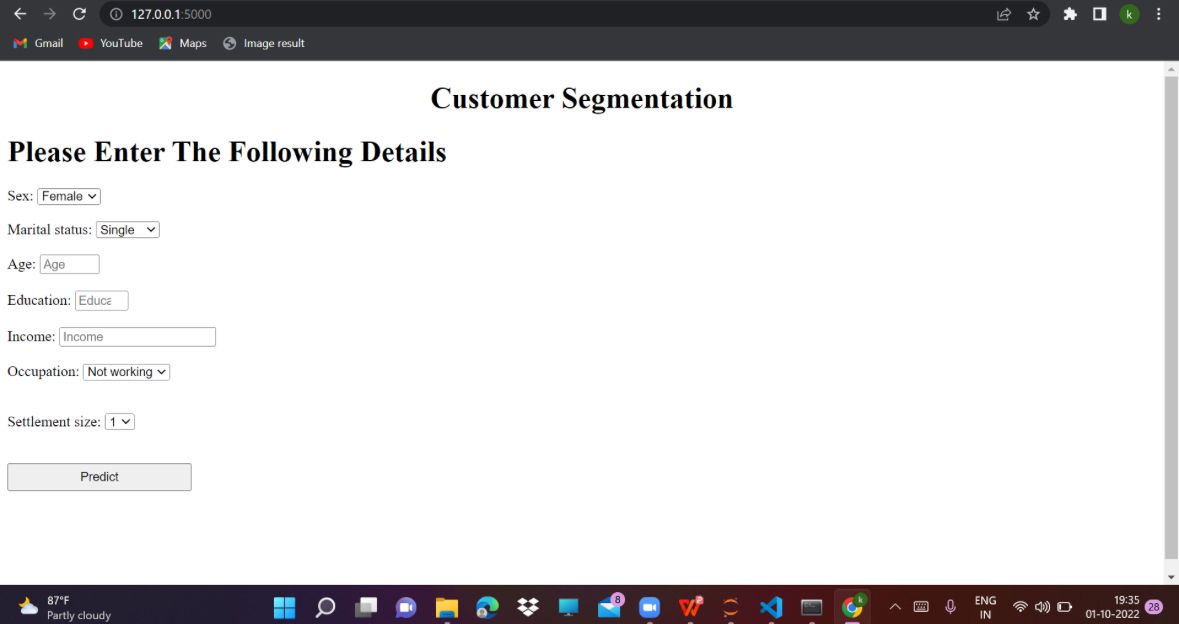 127.0.0.1:5000
k
Gmail YouTube Maps Image result
Customer Segmentation
Please Enter The Following Details
Sex: Female
Marital status: Single
Age: Age
Education: Educa
Income: Income
Occupation: Not working
Settlement size: 1
Predict
87°F
Partly cloudy
8
k
ENG
IN
19:35
01-10-2022
28